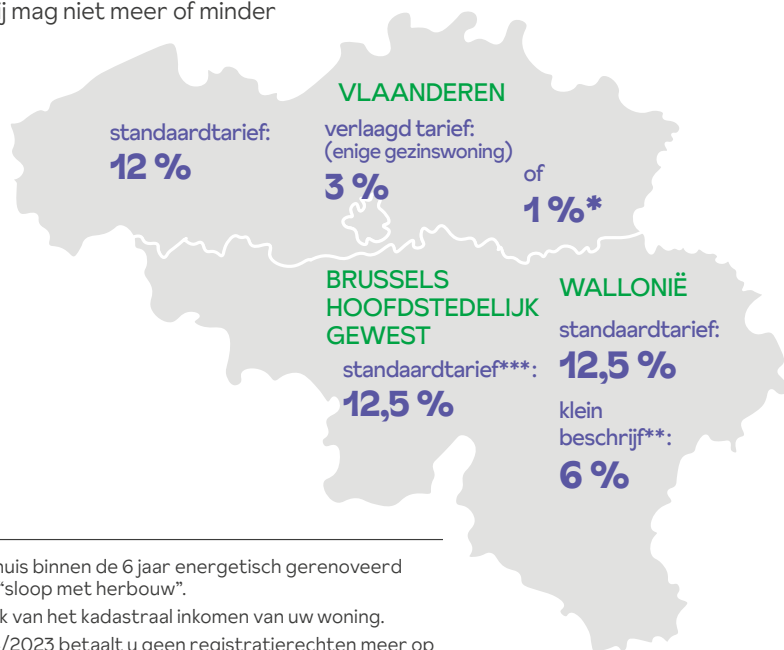 ij mag niet meer of minder
VLAANDEREN
standaardtarief:
12 %
verlaagd tarief:
(enige gezinswoning)
3 %
of
1 %*
BRUSSELS
HOOFDSTEDELIJK
GEWEST
standaardtarief***:
12,5 %
WALLONIË
standaardtarief:
12,5 %
klein
beschrijf**:
6 %
huis binnen de 6 jaar energetisch gerenoveerd
“sloop met herbouw”.
k van het kadastraal inkomen van uw woning.
/2023 betaalt u geen registratierechten meer op